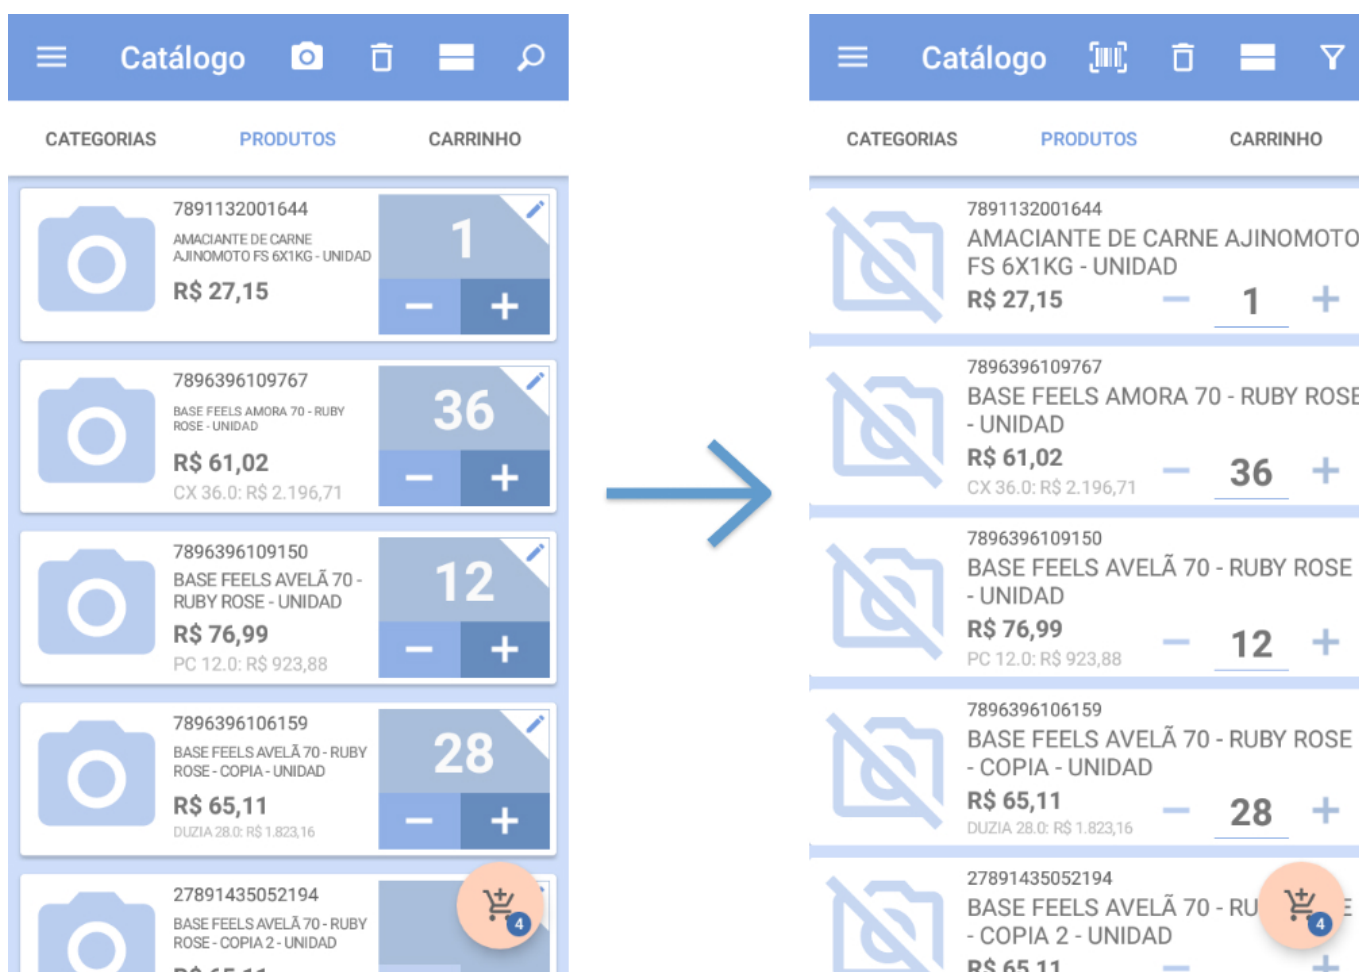 Catálogo
CATEGORIAS PRODUTOS CARRINHO
7891132001644
AMACIANTE DE CARNE
AJINOMOTO FS 6X1KG - UNIDAD
R$ 27,15
1
7896396109767
BASE FEELS AMORA 70 - RUBY
ROSE - UNIDAD
R$ 61,02
CX 36.0: R$ 2.196,71
36
7896396109150
BASE FEELS AVELÃ 70 -
RUBY ROSE - UNIDAD
R$ 76,99
PC 12.0: R$ 923,88
12
7896396106159
BASE FEELS AVELÃ 70 - RUBY
ROSE - COPIA - UNIDAD
R$ 65,11
DUZIA 28.0: R$ 1.823,16
28
27891435052194
BASE FEELS AVELÃ 70 - RUBY
ROSE - COPIA 2 - UNIDAD
R$ 65,11
4
Catálogo
CATEGORIAS PRODUTOS CARRINHO
7891132001644
AMACIANTE DE CARNE AJINOMOTO
FS 6X1KG - UNIDAD
R$ 27,15
1
7896396109767
BASE FEELS AMORA 70 - RUBY ROSE
- UNIDAD
R$ 61,02
CX 36.0: R$ 2.196,71
36
7896396109150
BASE FEELS AVELÃ 70 - RUBY ROSE
- UNIDAD
R$ 76,99
PC 12.0: R$ 923,88
12
7896396106159
BASE FEELS AVELÃ 70 - RUBY ROSE
- COPIA - UNIDAD
R$ 65,11
DUZIA 28.0: R$ 1.823,16
28
27891435052194
BASE FEELS AVELÃ 70 - RU
- COPIA 2 - UNIDAD
R$ 65,11
4